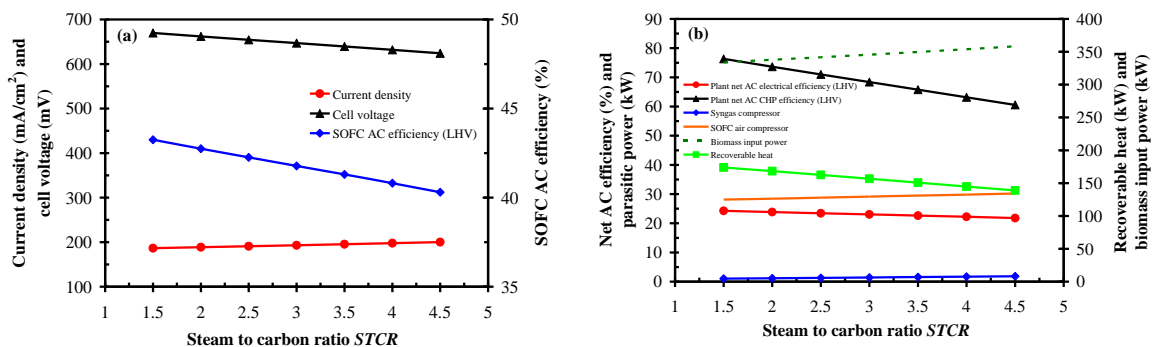 (a)
Current density (mA/cm²) and
cell voltage (mV)
700
600
500
400
300
200
100
50
45
40
35
SOFC AC efficiency (%)
Current density
Cell voltage
SOFC AC efficiency (LHV)
1 1.5 2 2.5 3 3.5 4 4.5 5
Steam to carbon ratio STCR
(b)
Net AC efficiency (%) and
parasitic power (kW)
90
80
70
60
50
40
30
20
10
0
400
350
300
250
200
150
100
50
0
Recoverable heat (kW) and
biomass input power (kW)
Plant net AC electrical efficiency (LHV)
Plant net AC CHP efficiency (LHV)
Syngas compressor
SOFC air compressor
Biomass input power
Recoverable heat
1 1.5 2 2.5 3 3.5 4 4.5 5
Steam to carbon ratio STCR